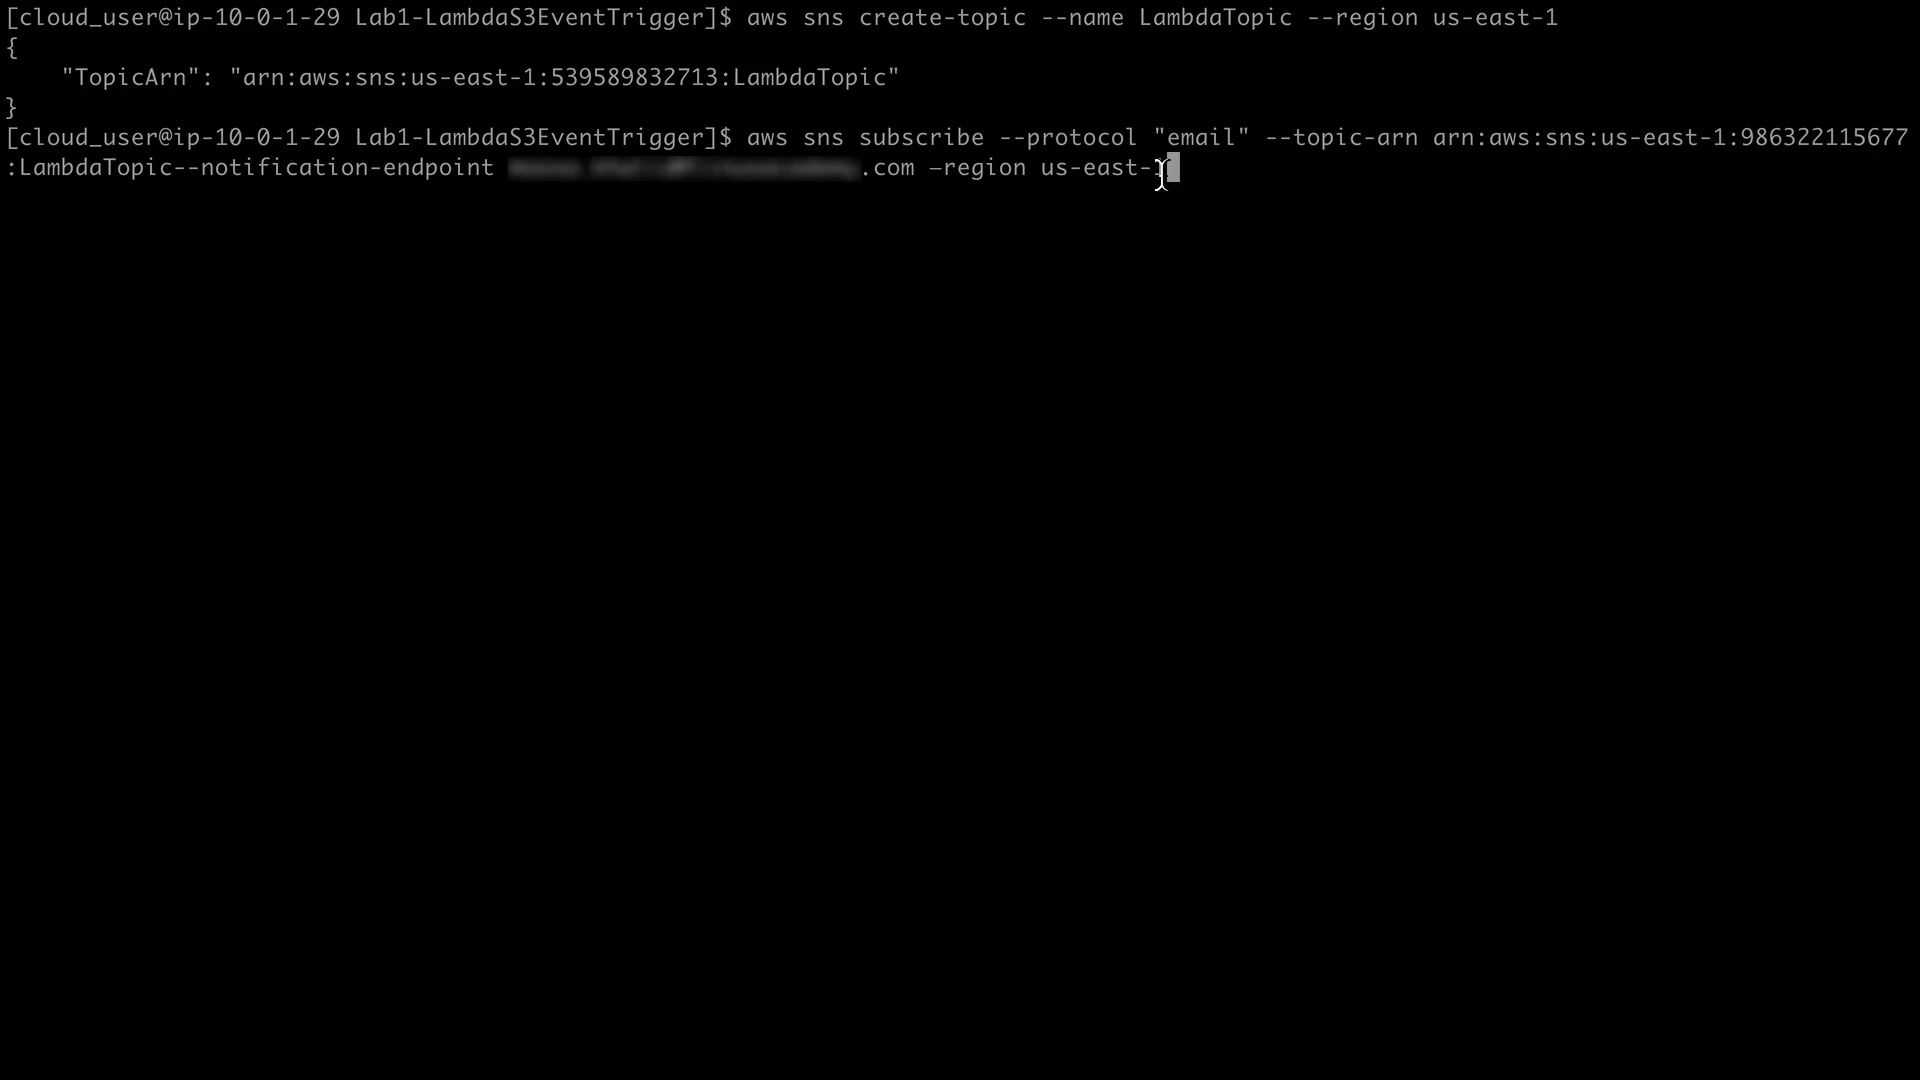 [cloud_user@ip-10-0-1-29 Lab1-LambdaS3EventTrigger]$ aws sns create-topic --name LambdaTopic --region us-east-1
{
    "TopicArn": "arn:aws:sns:us-east-1:539589832713:LambdaTopic"
}
[cloud_user@ip-10-0-1-29 Lab1-LambdaS3EventTrigger]$ aws sns subscribe --protocol "email" --topic-arn arn:aws:sns:us-east-1:986322115677
:LambdaTopic--notification-endpoint .com –region us-east-